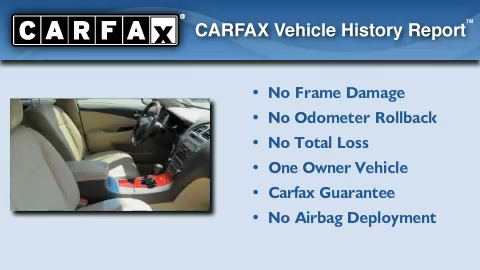 CARFAX® CARFAX Vehicle History Report™
• No Frame Damage
• No Odometer Rollback
• No Total Loss
• One Owner Vehicle
• Carfax Guarantee
• No Airbag Deployment